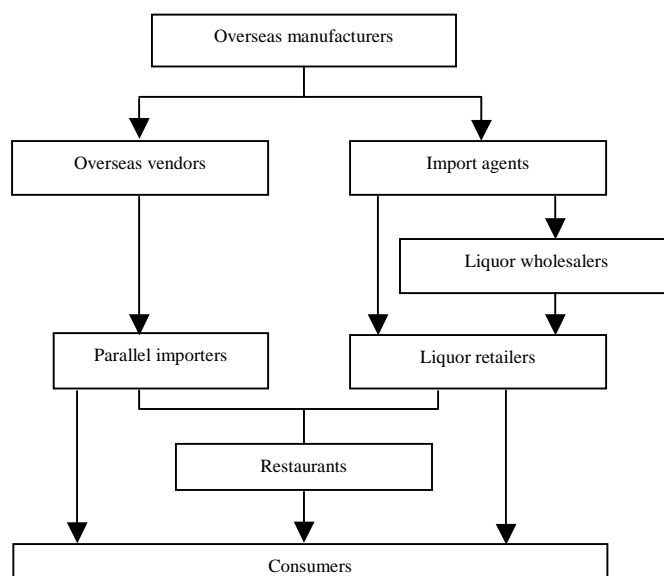 Overseas manufacturers
Overseas vendors
Import agents
Liquor wholesalers
Parallel importers
Liquor retailers
Restaurants
Consumers